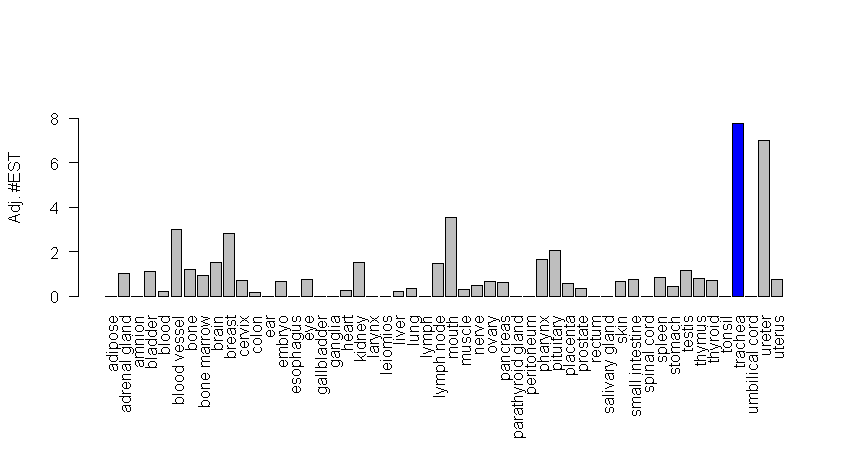 Adj. #EST
8
6
4
2
0
adipose
adrenal gland
amnion
bladder
blood
blood vessel
bone
bone marrow
brain
breast
cervix
colon
ear
embryo
esophagus
eye
gallbladder
ganglia
heart
kidney
larynx
leiomios
liver
lung
lymph
lymph node
mouth
muscle
nerve
ovary
pancreas
parathyroid gland
peritoneum
pharynx
pituitary
placenta
prostate
rectum
salivary gland
skin
small intestine
spinal cord
spleen
stomach
testis
thymus
thyroid
tonsil
trachea
umbilical cord
ureter
uterus